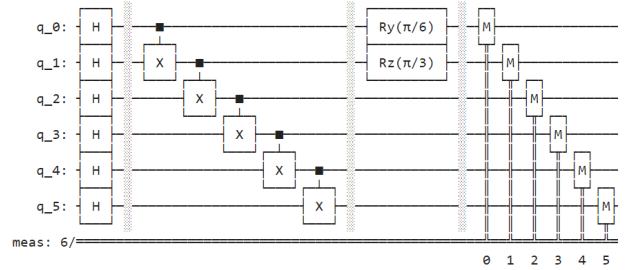 q_0: H Ry(π/6) M
q_1: H X Rz(π/3) M
q_2: H X M
q_3: H X M
q_4: H X M
q_5: H X M
meas: 6/
0 1 2 3 4 5